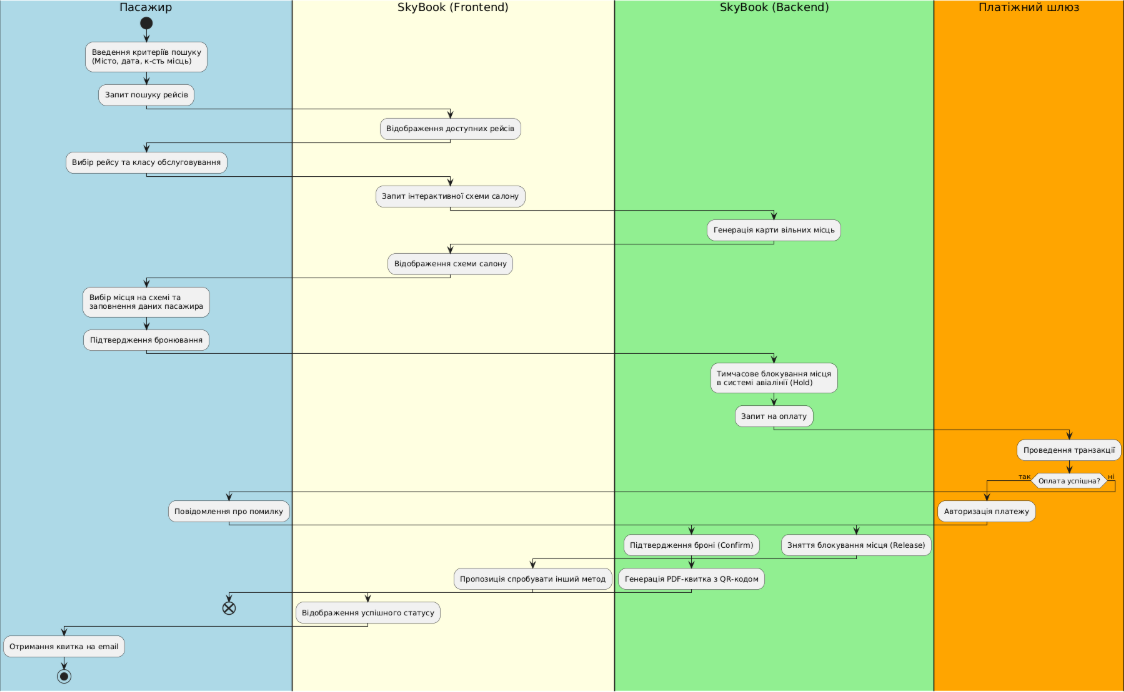 Пасажир
SkyBook (Frontend)
SkyBook (Backend)
Платіжний шлюз
Введення критеріїв пошуку
(Місто, дата, к-сть місць)
Запит пошуку рейсів
Відображення доступних рейсів
Вибір рейсу та класу обслуговування
Запит інтерактивної схеми салону
Генерація карти вільних місць
Відображення схеми салону
Вибір місця на схемі та
заповнення даних пасажира
Підтвердження бронювання
Тимчасове блокування місця
в системі авіалінії (Hold)
Запит на оплату
Проведення транзакції
так
Оплата успішна?
ні
Повідомлення про помилку
Авторизація платежу
Підтвердження броні (Confirm)
Зняття блокування місця (Release)
Пропозиція спробувати інший метод
Генерація PDF-квитка з QR-кодом
Відображення успішного статусу
Отримання квитка на email